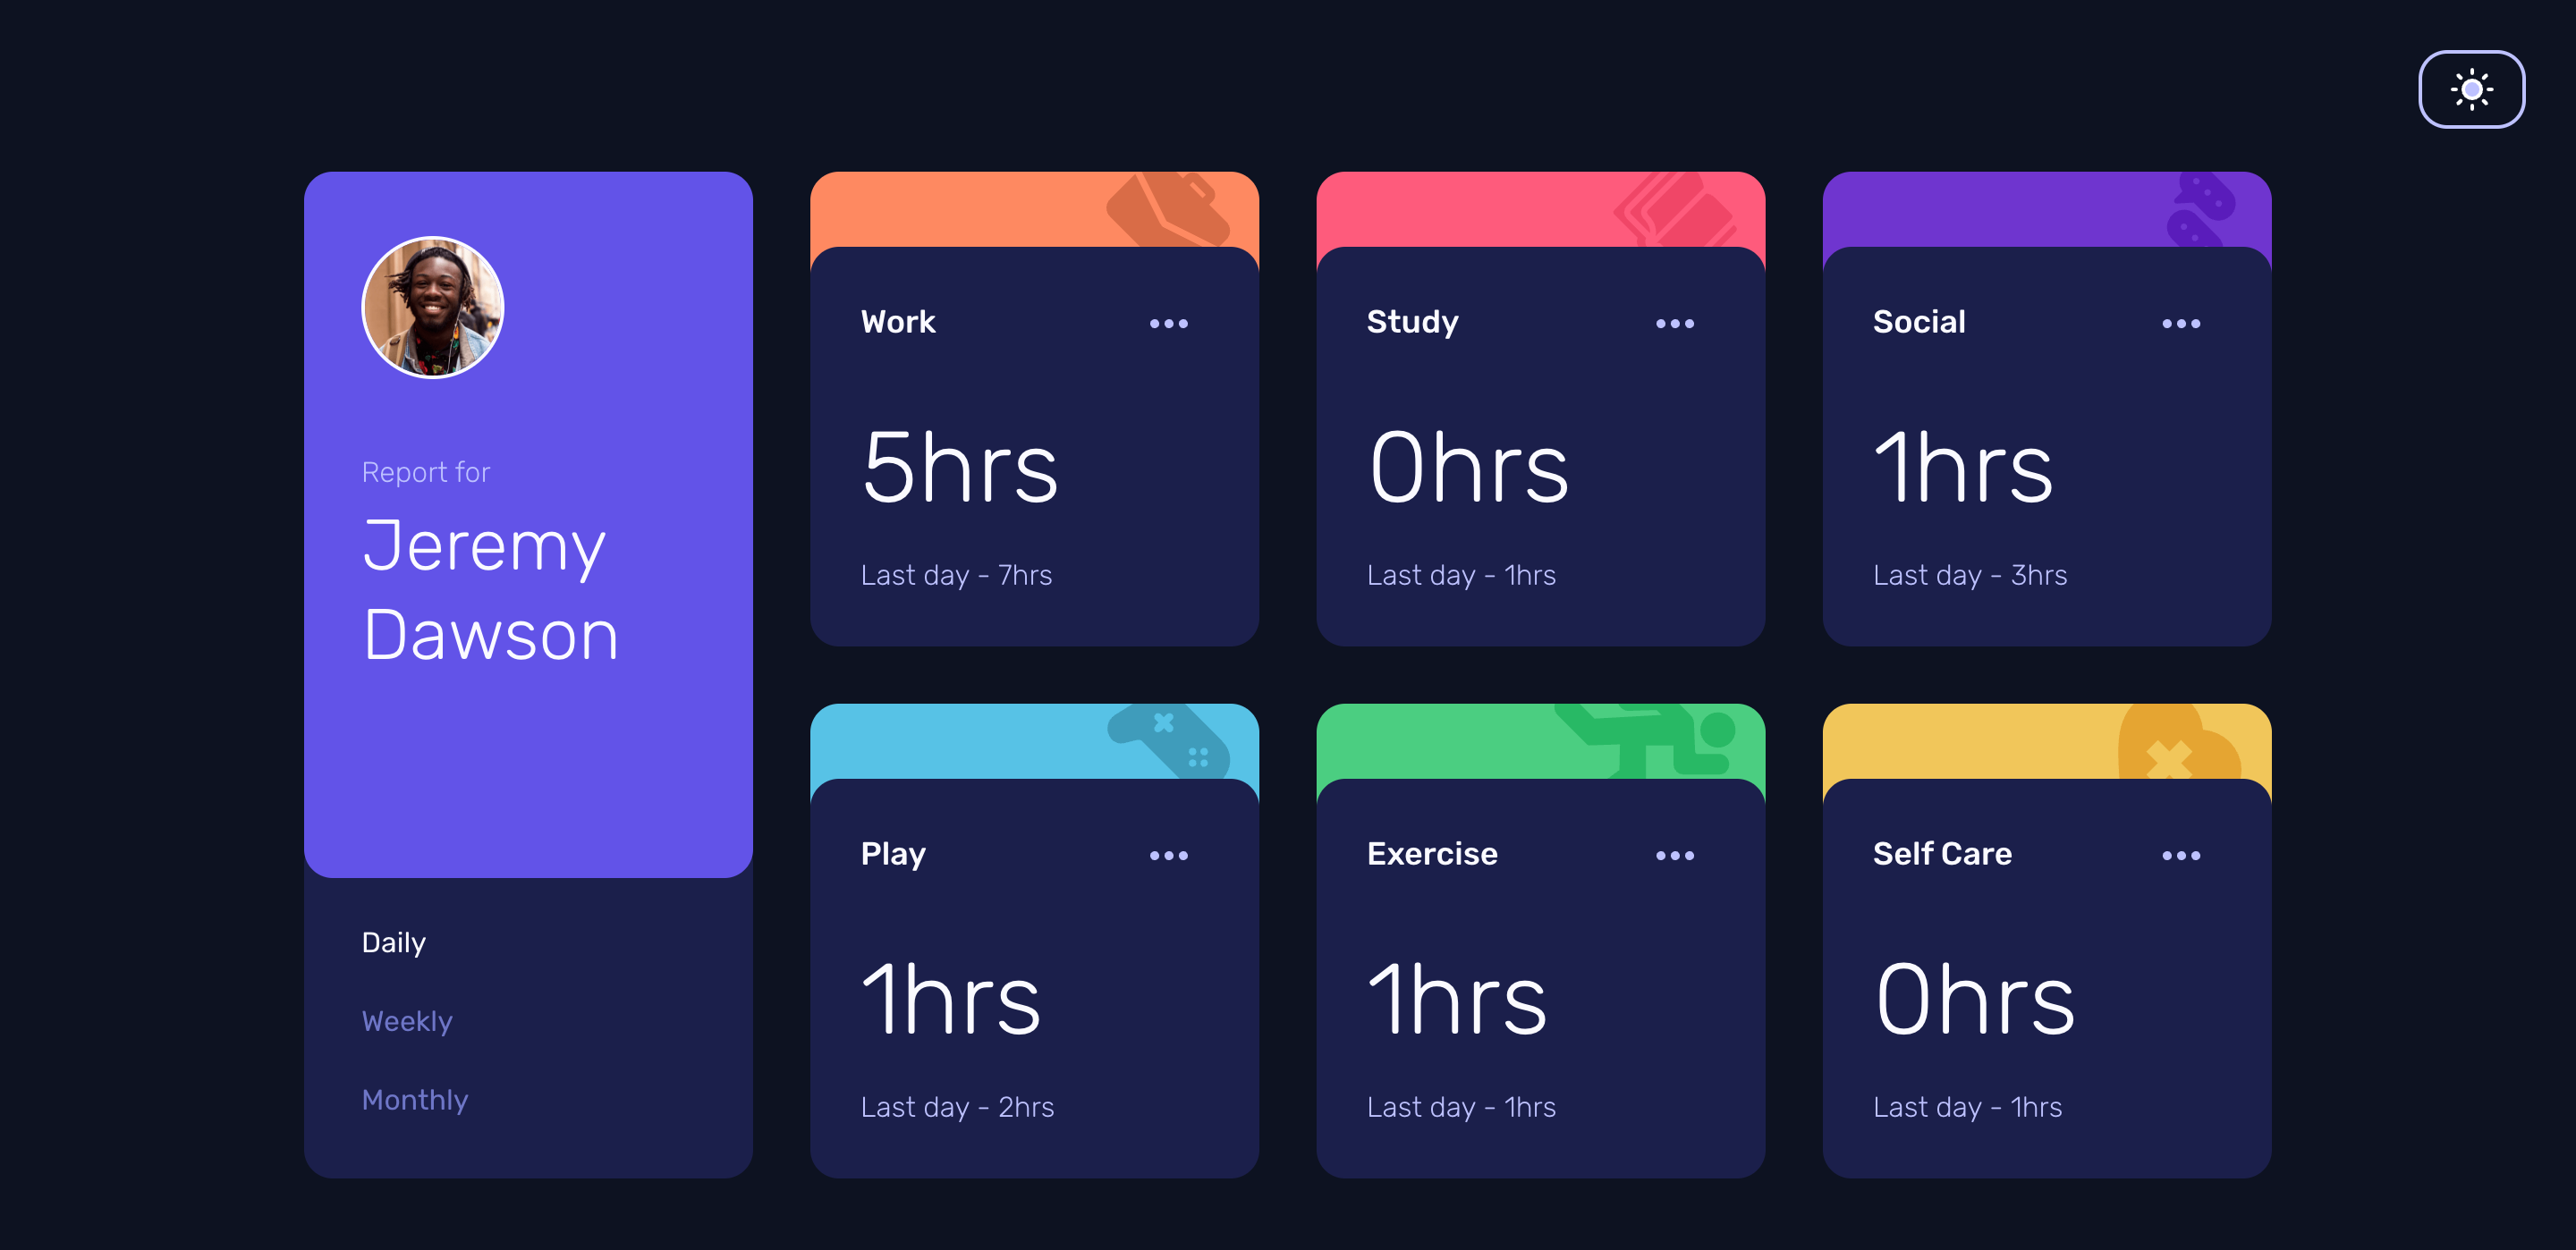 Report for
Jeremy
Dawson
Daily
Weekly
Monthly
Work
5hrs
Last day - 7hrs
Study
0hrs
Last day - 1hrs
Social
1hrs
Last day - 3hrs
Play
1hrs
Last day - 2hrs
Exercise
1hrs
Last day - 1hrs
Self Care
0hrs
Last day - 1hrs